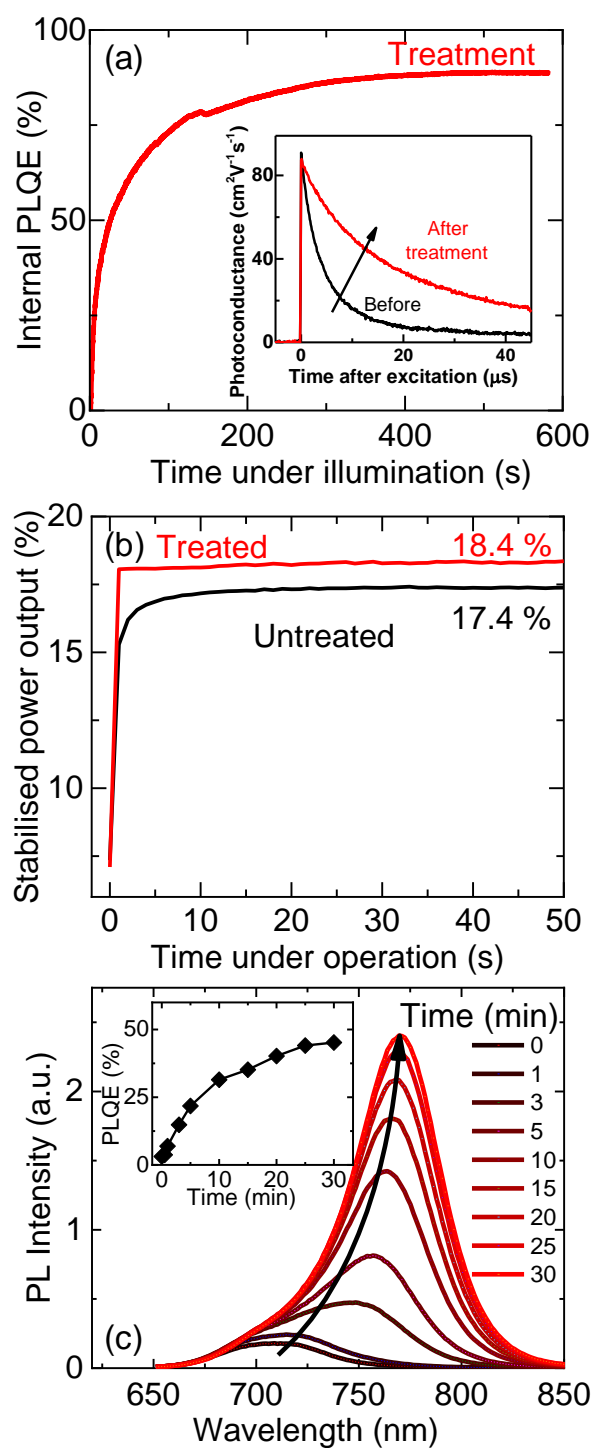 (a)
Treatment
Internal PLQE (%)
100
50
0
0
200
400
600
Time under illumination (s)
Photoconductance (cm²V⁻¹s⁻¹)
80
40
0
0
20
40
Time after excitation (μs)
After
treatment
Before
(b)
Treated
18.4 %
17.4 %
Untreated
Stabilised power output (%)
20
15
10
0
10
20
30
40
50
Time under operation (s)
(c)
PL Intensity (a.u.)
2
1
0
650
700
750
800
850
Wavelength (nm)
PLQE (%)
50
25
0
0
10
20
30
Time (min)
Time (min)
0
1
3
5
10
15
20
25
30